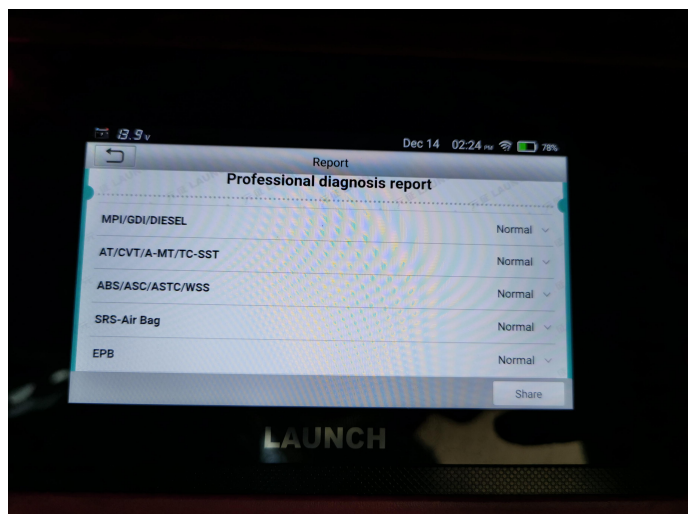 13.9 v Dec 14 02:24 PM 78%
Report
Professional diagnosis report
MPI/GDI/DIESEL Normal
AT/CVT/A-MT/TC-SST Normal
ABS/ASC/ASTC/WSS Normal
SRS-Air Bag Normal
EPB Normal
Share
LAUNCH